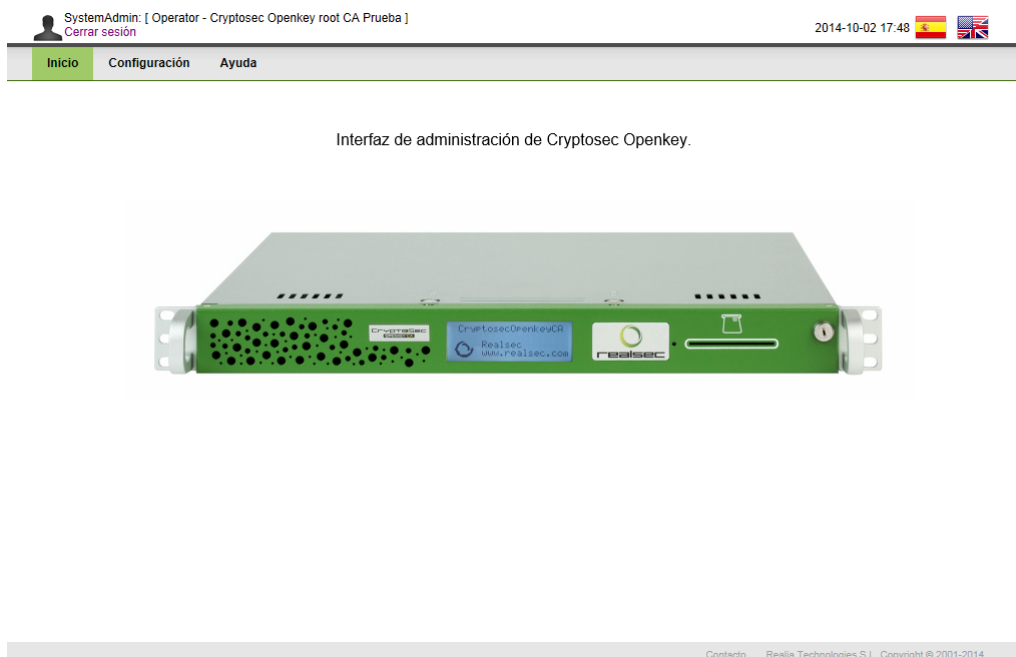 SystemAdmin: [ Operator - Cryptosec Openkey root CA Prueba ]
Cerrar sesión
2014-10-02 17:48
Inicio Configuración Ayuda
Interfaz de administración de Cryptosec Openkey.
CryptoSec
CryptosecOpenkeyCA
Realsec
www.realsec.com
realsec
Contacto Realia Technologies S.L. Copyright © 2001-2014